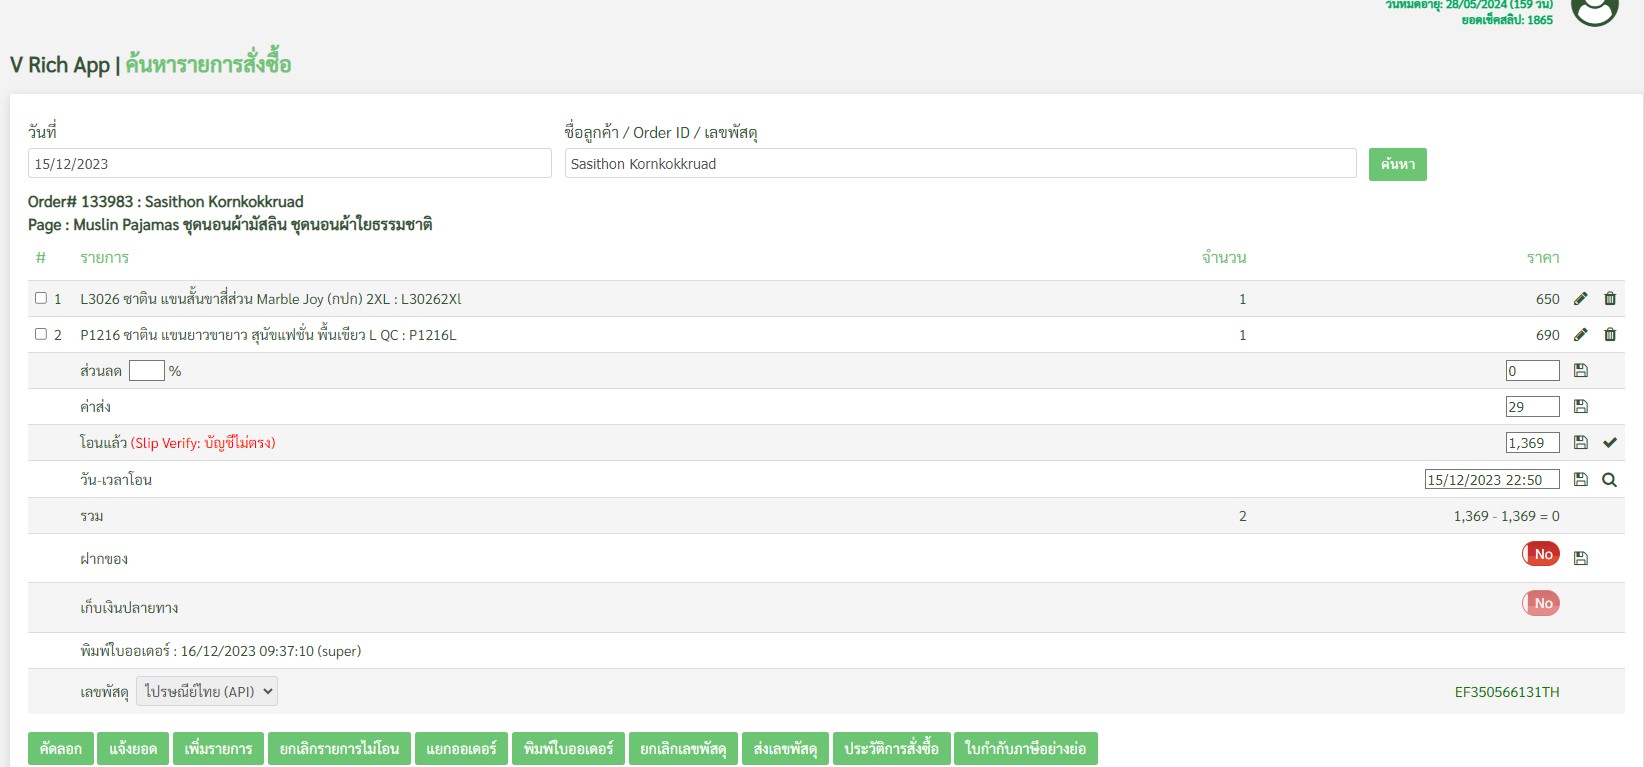 วันหมดอายุ: 28/05/2024 (159 วัน)
ยอดเช็คสลิป: 1865
V Rich App | ค้นหารายการสั่งซื้อ
วันที่ ชื่อลูกค้า / Order ID / เลขพัสดุ
15/12/2023 Sasithon Kornkokkruad ค้นหา
Order# 133983 : Sasithon Kornkokkruad
Page : Muslin Pajamas ชุดนอนผ้ามัสลิน ชุดนอนผ้าใยธรรมชาติ
# รายการ จำนวน ราคา
1 L3026 ซาติน แขนสั้นขาสี่ส่วน Marble Joy (กปก) 2XL : L30262Xl 1 650
2 P1216 ซาติน แขนยาวขายาว สุนัขแฟชั่น พื้นเขียว L QC : P1216L 1 690
ส่วนลด % 0
ค่าส่ง 29
โอนแล้ว (Slip Verify: บัญชีไม่ตรง) 1,369
วัน-เวลาโอน 15/12/2023 22:50
รวม 2 1,369 - 1,369 = 0
ฝากของ No
เก็บเงินปลายทาง No
พิมพ์ใบออเดอร์ : 16/12/2023 09:37:10 (super)
เลขพัสดุ ไปรษณีย์ไทย (API) EF350566131TH
คัดลอก แจ้งยอด เพิ่มรายการ ยกเลิกรายการไม่โอน แยกออเดอร์ พิมพ์ใบออเดอร์ ยกเลิกเลขพัสดุ ส่งเลขพัสดุ ประวัติการสั่งซื้อ ใบกำกับภาษีอย่างย่อ